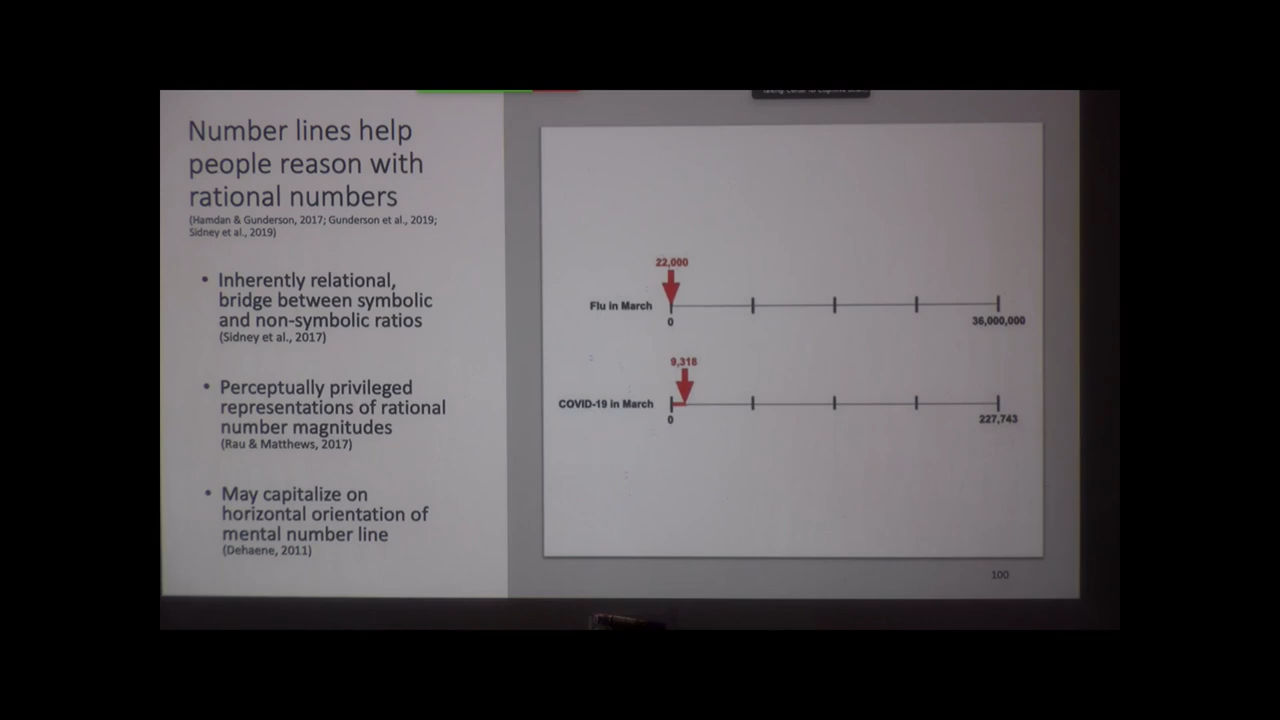 Number lines help
people reason with
rational numbers
(Hamdan & Gunderson, 2017; Gunderson et al., 2019;
Sidney et al., 2019)
• Inherently relational,
bridge between symbolic
and non-symbolic ratios
(Sidney et al., 2017)
• Perceptually privileged
representations of rational
number magnitudes
(Rau & Matthews, 2017)
• May capitalize on
horizontal orientation of
mental number line
(Dehaene, 2011)
22,000
Flu in March
0
36,000,000
9,318
COVID-19 in March
0
227,743
100